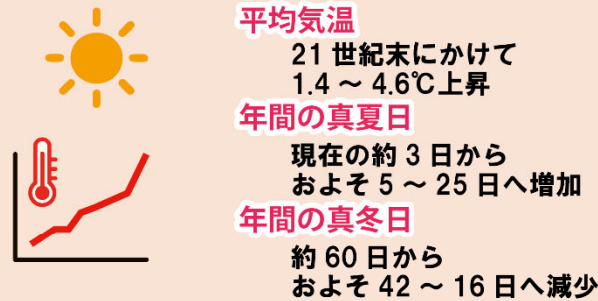 平均気温
21 世紀末にかけて
1.4 ～ 4.6℃上昇
年間の真夏日
現在の約 3 日から
およそ 5 ～ 25 日へ増加
年間の真冬日
約 60 日から
およそ 42 ～ 16 日へ減少